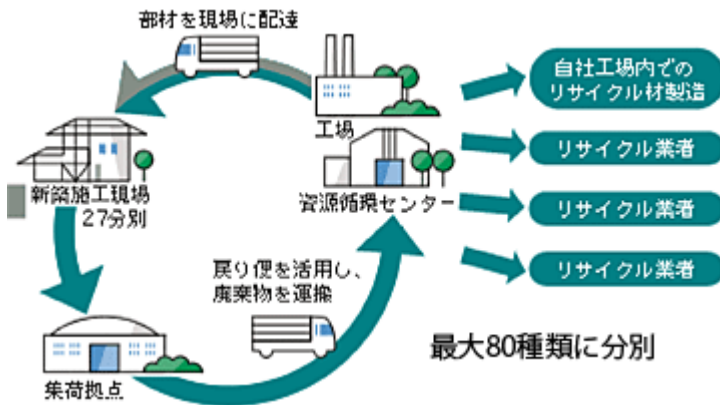 部材を現場に配達
自社工場内での
リサイクル材製造
工場
リサイクル業者
新築施工現場
27分別
資源循環センター
リサイクル業者
戻り便を活用し、
廃棄物を運搬
リサイクル業者
最大80種類に分別
集荷拠点